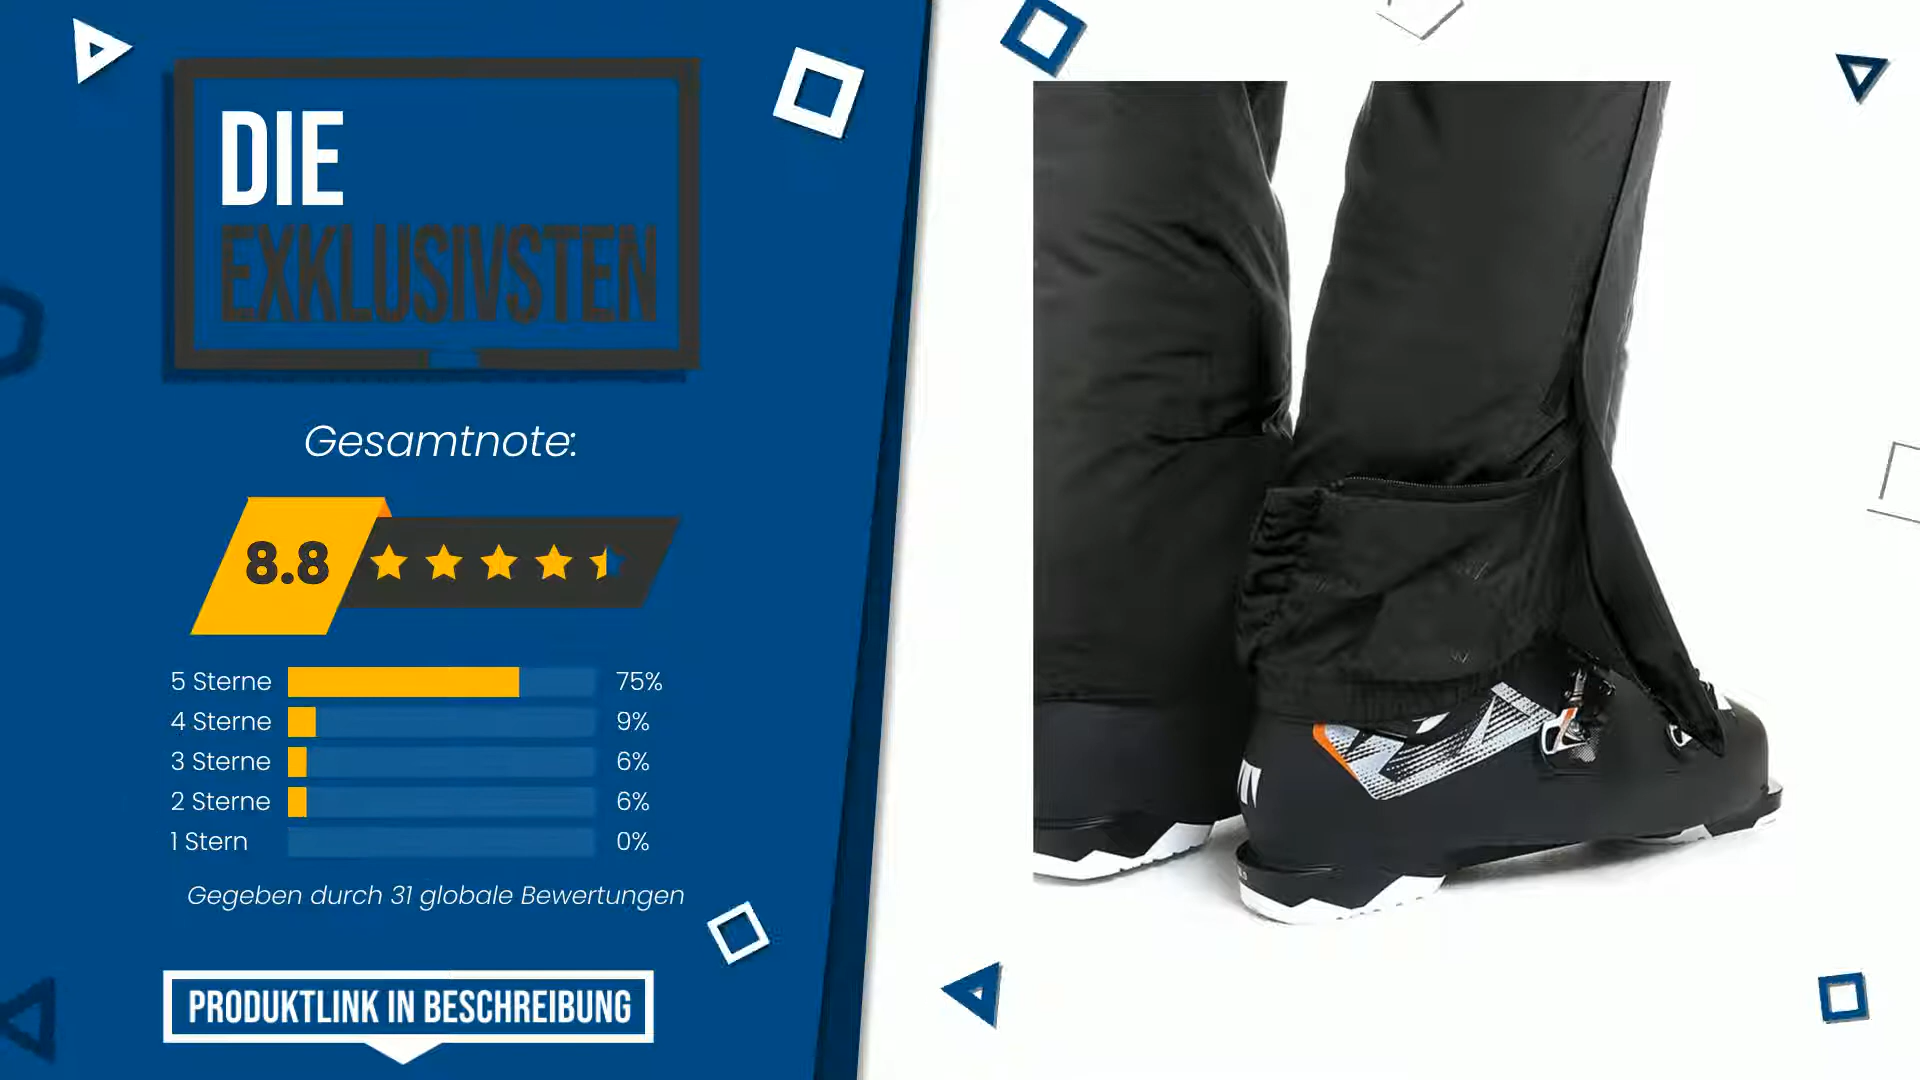 DIE
EXKLUSIVSTEN
Gesamtnote:
8.8
5 Sterne 75%
4 Sterne 9%
3 Sterne 6%
2 Sterne 6%
1 Stern 0%
Gegeben durch 31 globale Bewertungen
PRODUKTLINK IN BESCHREIBUNG